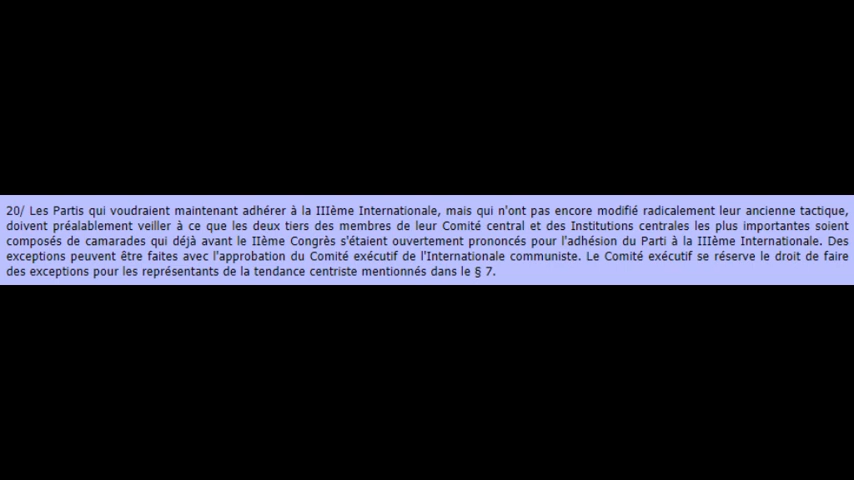 20/ Les Partis qui voudraient maintenant adhérer à la IIIème Internationale, mais qui n'ont pas encore modifié radicalement leur ancienne tactique,
doivent préalablement veiller à ce que les deux tiers des membres de leur Comité central et des Institutions centrales les plus importantes soient
composés de camarades qui déjà avant le IIème Congrès s'étaient ouvertement prononcés pour l'adhésion du Parti à la IIIème Internationale. Des
exceptions peuvent être faites avec l'approbation du Comité exécutif de l'Internationale communiste. Le Comité exécutif se réserve le droit de faire
des exceptions pour les représentants de la tendance centriste mentionnés dans le § 7.